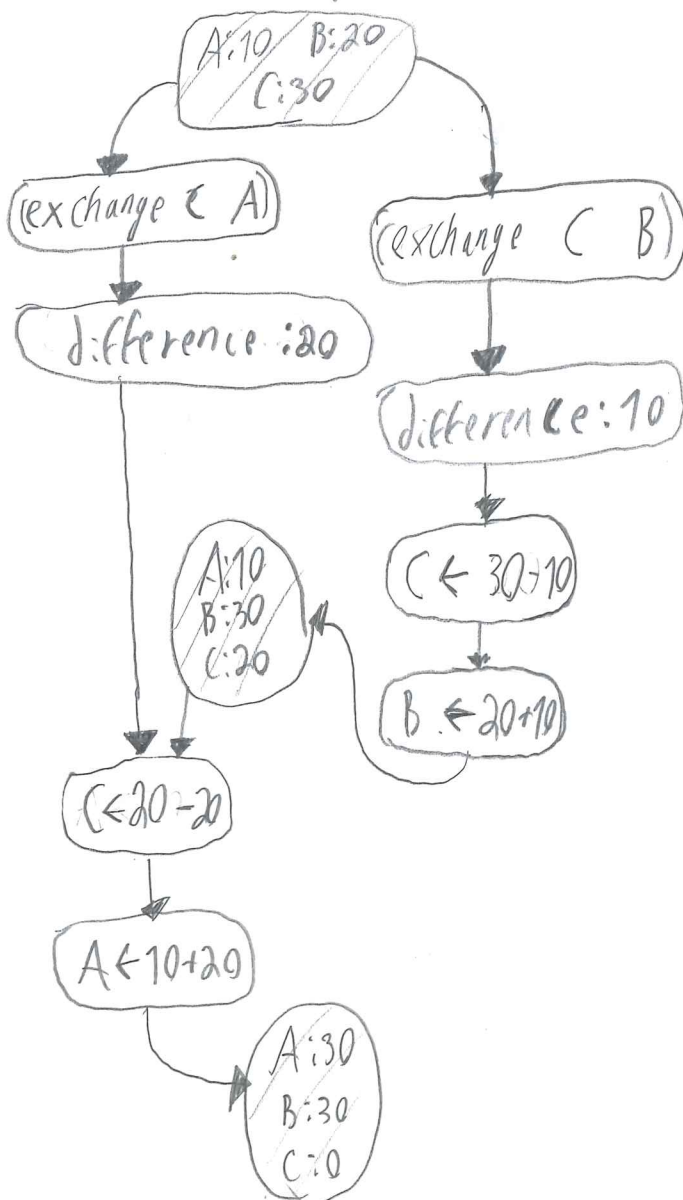 A:10 B:20
C:30
(exchange C A)
(exchange C B)
difference :20
difference:10
C ← 30-10
A:10
B:30
C:20
B ← 20+10
C ← 20-20
A ← 10+20
A:30
B:30
C:0